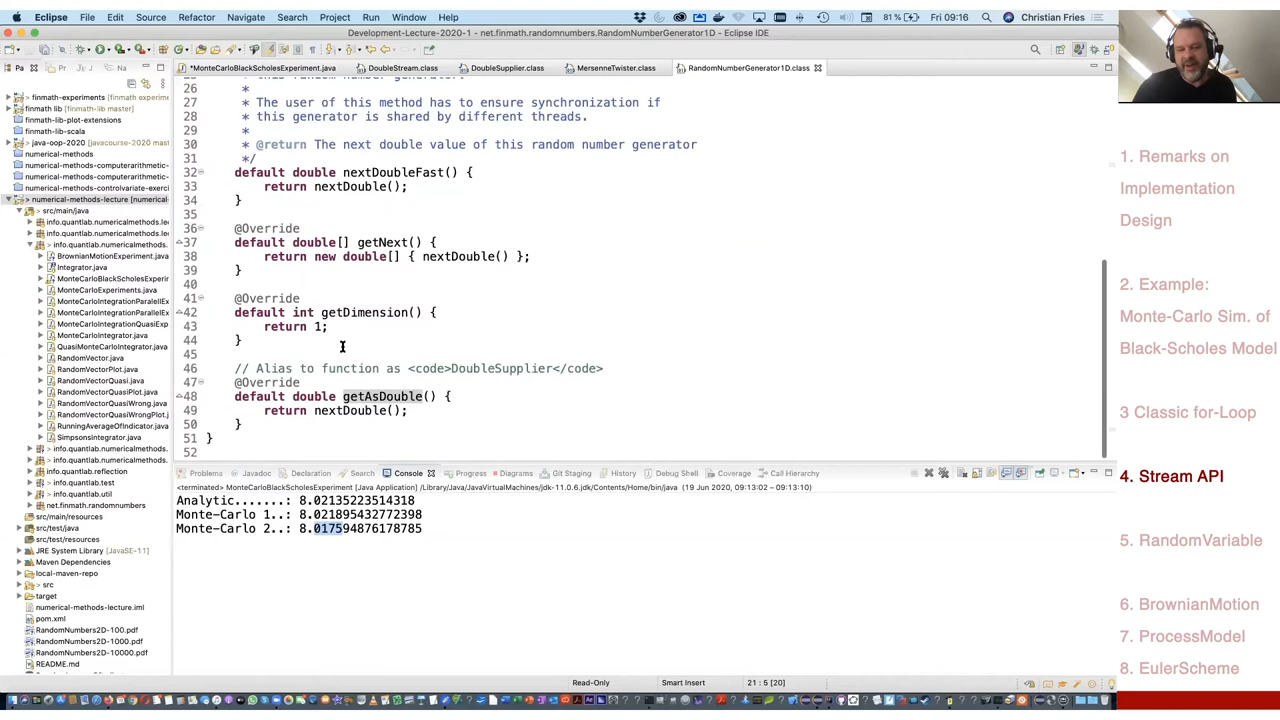 Eclipse File Edit Source Refactor Navigate Search Project Run Window Help 81% Fri 09:16 Christian Fries
Development-Lecture-2020-1 - net.finmath.randomnumbers.RandomNumberGenerator1D - Eclipse IDE
Pa Pr J Na
*MonteCarloBlackScholesExperiment.java DoubleStream.class DoubleSupplier.class MersenneTwister.class RandomNumberGenerator1D.class
finmath-experiments (finmath experime
finmath lib (finmath-lib master)
finmath-lib-plot-extensions
finmath-lib-scala
java-oop-2020 (javacourse-2020 mast
numerical-methods
numerical-methods-computerarithmetic-
numerical-methods-computerarithmetic-
numerical-methods-controlvariate-exerci
numerical-methods-lecture [numerical-
src/main/java
info.quantlab.numericalmethods.le
info.quantlab.numericalmethods.le
info.quantlab.numericalmethods.
BrownianMotionExperiment.java
Integrator.java
MonteCarloBlackScholesExperir
MonteCarloExperiments.java
MonteCarloIntegrationParallelEx
MonteCarloIntegrationParallelEx
MonteCarloIntegrationQuasiExp
MonteCarloIntegrator.java
QuasiMonteCarloIntegrator.java
RandomVector.java
RandomVectorPlot.java
RandomVectorQuasi.java
RandomVectorQuasiPlot.java
RandomVectorQuasiWrong.java
RandomVectorQuasiWrongPlot.j
RunningAverageOfIndicator.java
SimpsonsIntegrator.java
info.quantlab.numericalmethods.
info.quantlab.numericalmethods.
info.quantlab.reflection
info.quantlab.test
info.quantlab.util
net.finmath.randomnumbers
src/main/resources
src/test/java
src/test/resources
JRE System Library [JavaSE-11]
Maven Dependencies
local-maven-repo
src
target
numerical-methods-lecture.iml
pom.xml
RandomNumbers2D-100.pdf
RandomNumbers2D-1000.pdf
RandomNumbers2D-10000.pdf
README.md
26 *
27 * The user of this method has to ensure synchronization if
28 * this generator is shared by different threads.
29 *
30 * @return The next double value of this random number generator
31 */
32 default double nextDoubleFast() {
33 return nextDouble();
34 }
35
36 @Override
37 default double[] getNext() {
38 return new double[] { nextDouble() };
39 }
40
41 @Override
42 default int getDimension() {
43 return 1;
44 }
45
46 // Alias to function as <code>DoubleSupplier</code>
47 @Override
48 default double getAsDouble() {
49 return nextDouble();
50 }
51 }
52
Problems Javadoc Declaration Search Console Progress Diagrams Git Staging History Debug Shell Coverage Call Hierarchy
<terminated> MonteCarloBlackScholesExperiment [Java Application] /Library/Java/JavaVirtualMachines/jdk-11.0.6.jdk/Contents/Home/bin/java (19 Jun 2020, 09:13:02 – 09:13:10)
Analytic.......: 8.02135223514318
Monte-Carlo 1..: 8.021895432772398
Monte-Carlo 2..: 8.017594876178785
Read-Only Smart Insert 21 : 5 [20]
1. Remarks on
Implementation
Design
2. Example:
Monte-Carlo Sim. of
Black-Scholes Model
3 Classic for-Loop
4. Stream API
5. RandomVariable
6. BrownianMotion
7. ProcessModel
8. EulerScheme